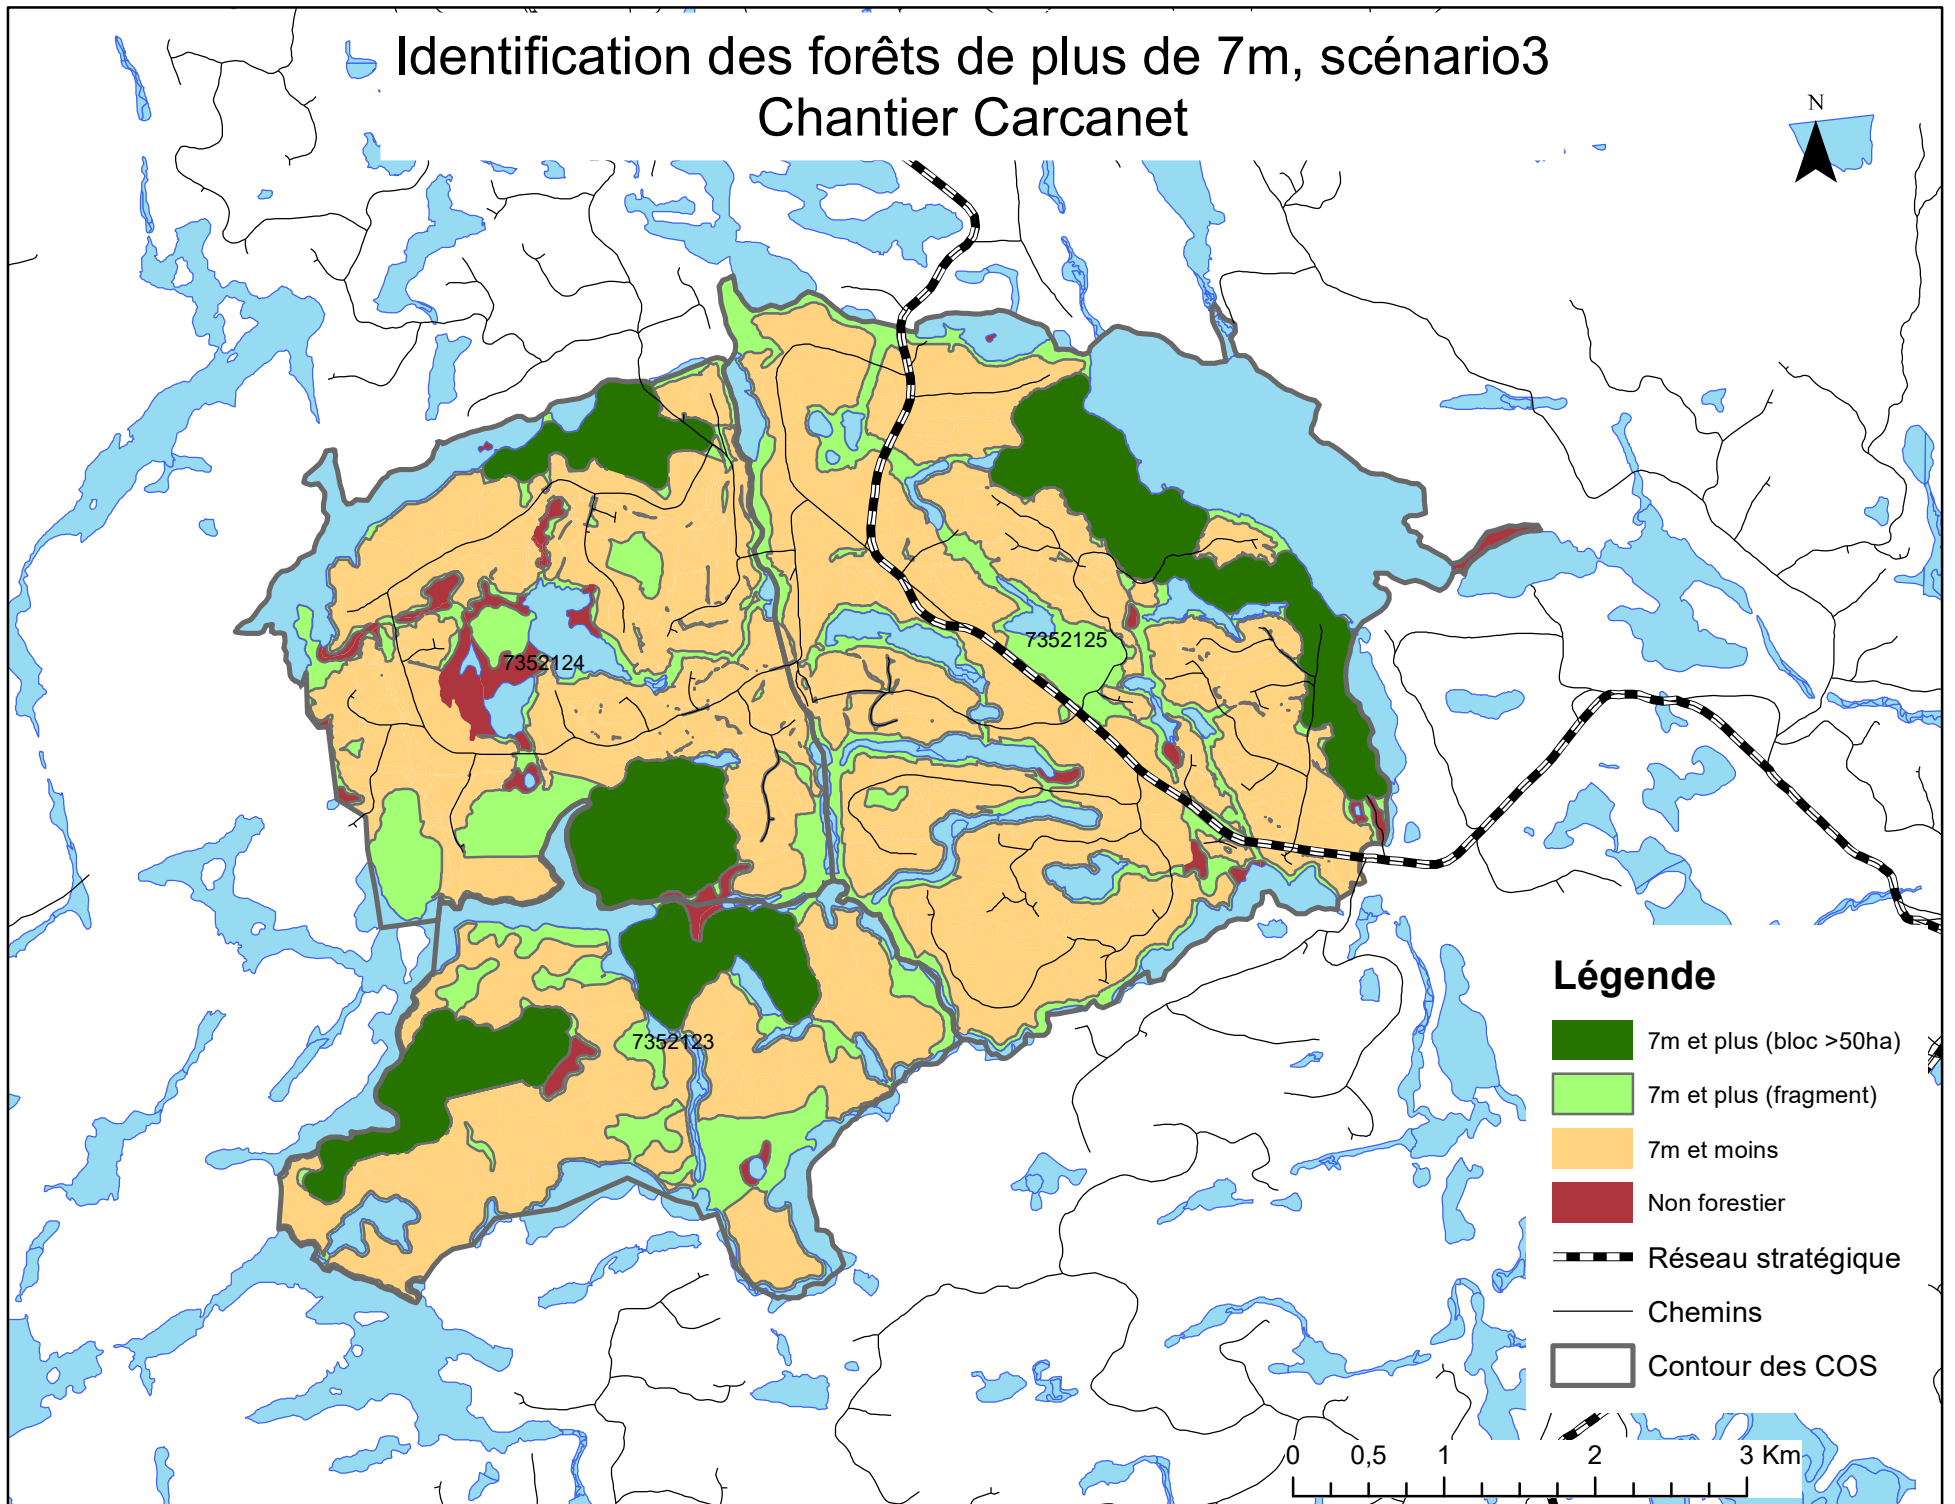 Identification des forêts de plus de 7m, scénario3
Chantier Carcanet
N
7352124
7352125
7352123
Légende
7m et plus (bloc >50ha)
7m et plus (fragment)
7m et moins
Non forestier
Réseau stratégique
Chemins
Contour des COS
0 0,5 1 2 3 Km